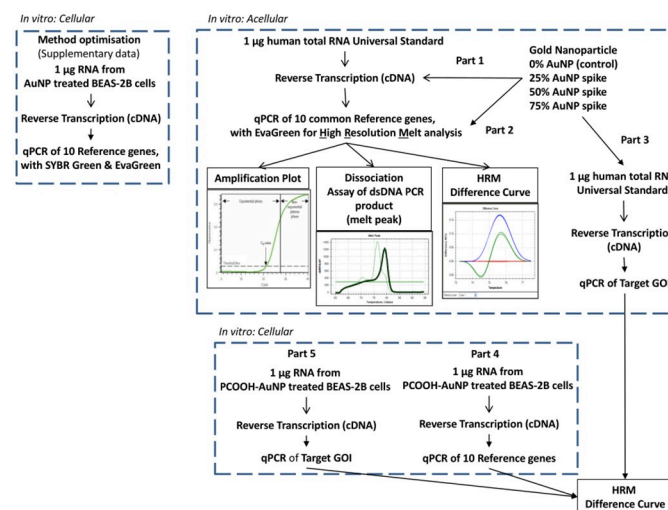 In vitro: Cellular
Method optimisation
(Supplementary data)
1 µg RNA from
AuNP treated BEAS-2B cells
Reverse Transcription (cDNA)
qPCR of 10 Reference genes,
with SYBR Green & EvaGreen
In vitro: Acellular
1 µg human total RNA Universal Standard
Reverse Transcription (cDNA)
qPCR of 10 common Reference genes,
with EvaGreen for High Resolution Melt analysis
Part 1
Part 2
Gold Nanoparticle
0% AuNP (control)
25% AuNP spike
50% AuNP spike
75% AuNP spike
Part 3
1 µg human total RN
Universal Standard
Reverse Transcriptio
(cDNA)
qPCR of Target GOI
Amplification Plot
Dissociation
Assay of dsDNA PCR
product
(melt peak)
HRM
Difference Curve
In vitro: Cellular
Part 5
1 µg RNA from
PCOOH-AuNP treated BEAS-2B cells
Reverse Transcription (cDNA)
qPCR of Target GOI
Part 4
1 µg RNA from
PCOOH-AuNP treated BEAS-2B cells
Reverse Transcription (cDNA)
qPCR of 10 Reference genes
HRM
Difference Curve